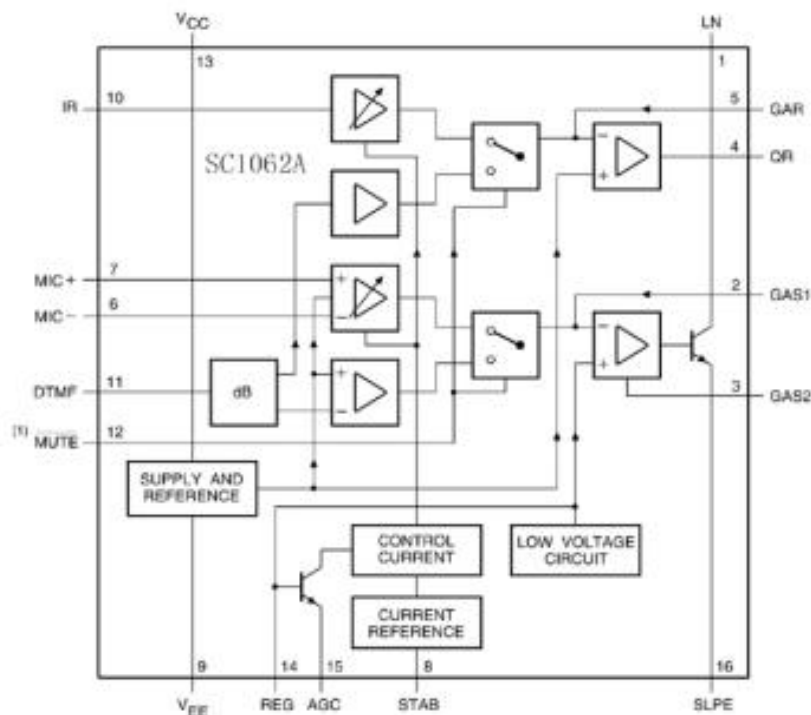 VCC LN
13 1
IR 10 5 GAR
4 QR
SC1062A
MIC+ 7 + 2 GAS1
MIC− 6 −
DTMF 11 dB 3 GAS2
[1] MUTE 12
SUPPLY AND
REFERENCE
CONTROL
CURRENT
LOW VOLTAGE
CIRCUIT
CURRENT
REFERENCE
9 14 15 8 16
VEE REG AGC STAB SLPE